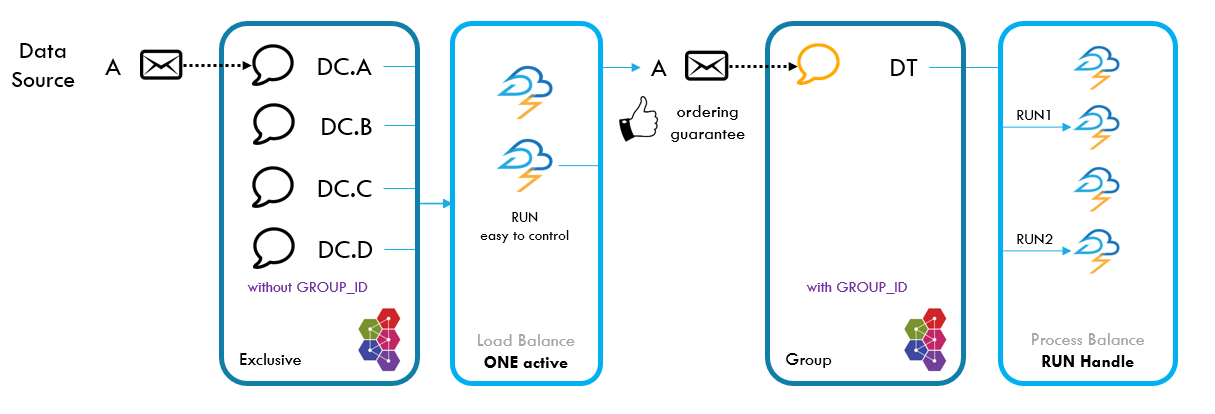 Data
Source
A
DC.A
DC.B
DC.C
DC.D
without GROUP_ID
Exclusive
RUN
easy to control
Load Balance
ONE active
A
ordering
guarantee
DT
with GROUP_ID
Group
RUN1
RUN2
Process Balance
RUN Handle